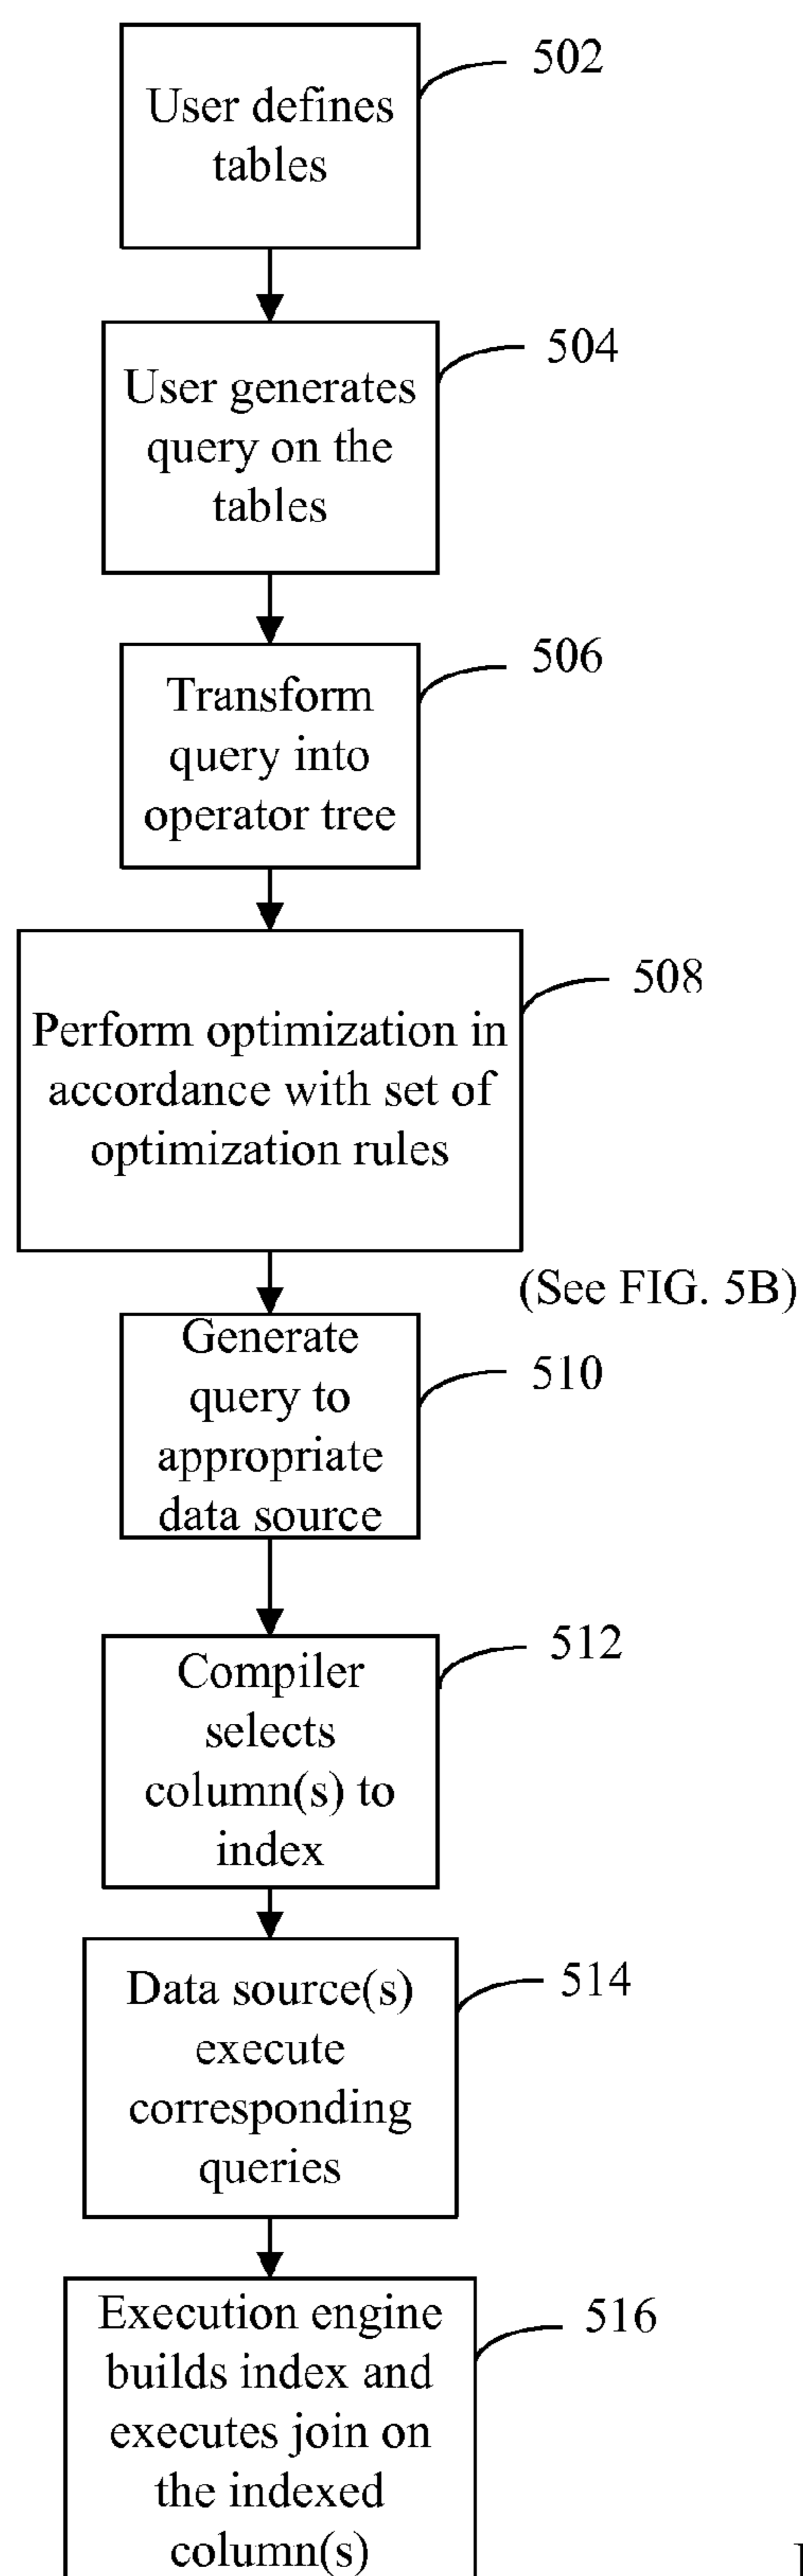 User defines
tables
502
User generates
query on the
tables
504
Transform
query into
operator tree
506
Perform optimization in
accordance with set of
optimization rules
508
(See FIG. 5B)
Generate
query to
appropriate
data source
510
Compiler
selects
column(s) to
index
512
Data source(s)
execute
corresponding
queries
514
Execution engine
builds index and
executes join on
the indexed
column(s)
516